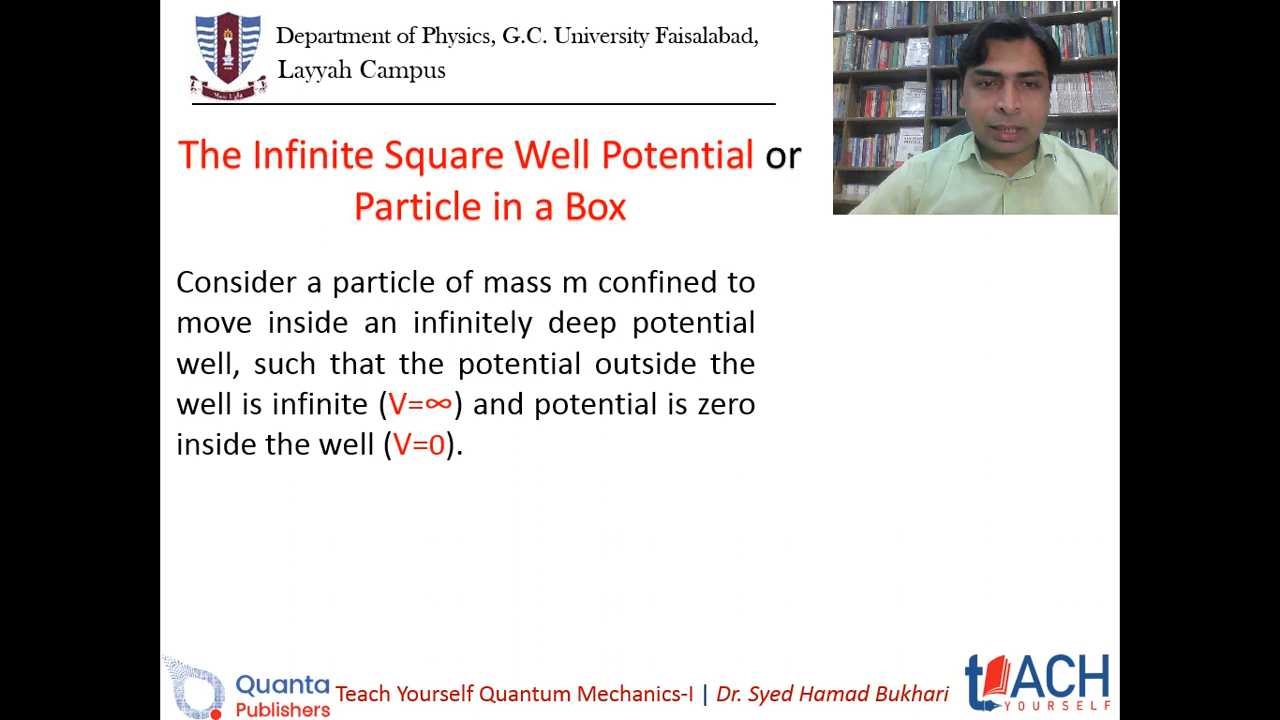 Department of Physics, G.C. University Faisalabad,
Layyah Campus
The Infinite Square Well Potential or
Particle in a Box
Consider a particle of mass m confined to
move inside an infinitely deep potential
well, such that the potential outside the
well is infinite (V=∞) and potential is zero
inside the well (V=0).
Quanta
Publishers
Teach Yourself Quantum Mechanics-I | Dr. Syed Hamad Bukhari
tEACH
YOURSELF